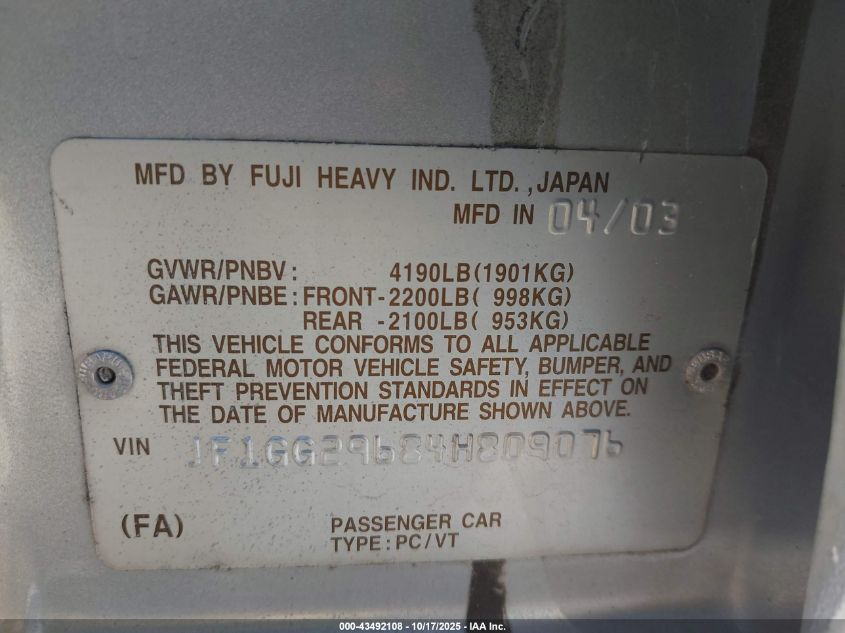 MFD BY FUJI HEAVY IND. LTD.,JAPAN
MFD IN 04/03
GVWR/PNBV: 4190LB(1901KG)
GAWR/PNBE: FRONT-2200LB( 998KG)
REAR -2100LB( 953KG)
THIS VEHICLE CONFORMS TO ALL APPLICABLE
FEDERAL MOTOR VEHICLE SAFETY, BUMPER, AND
THEFT PREVENTION STANDARDS IN EFFECT ON
THE DATE OF MANUFACTURE SHOWN ABOVE.
VIN JF1GG29684H809076
(FA) PASSENGER CAR
TYPE:PC/VT
000-43492108 - 10/17/2025 - IAA Inc.